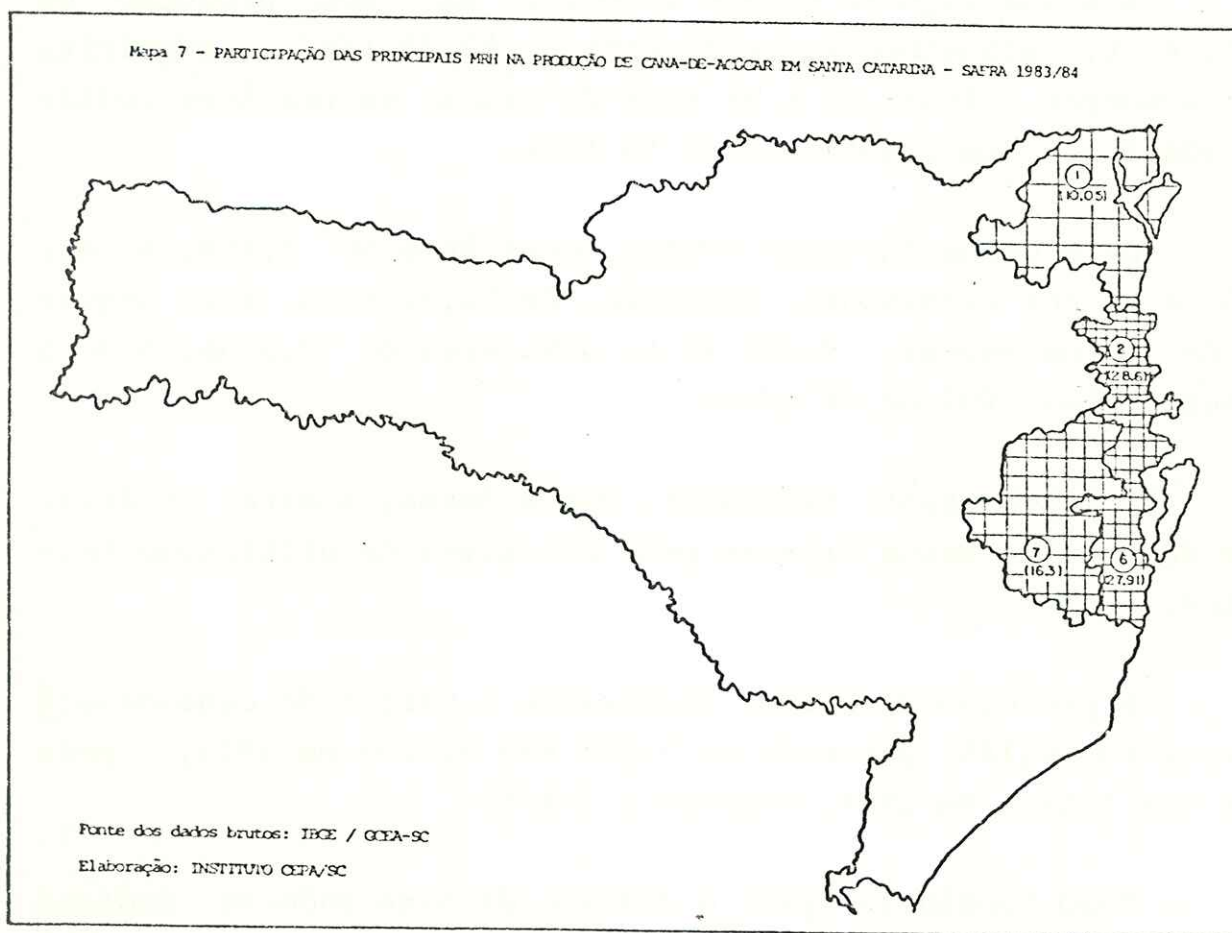 Mapa 7 - PARTICIPAÇÃO DAS PRINCIPAIS MRH NA PRODUÇÃO DE CANA-DE-AÇÚCAR EM SANTA CATARINA - SAFRA 1983/84
1
(10.05)
2
(28.61)
7
(16.3)
6
(27.91)
Fonte dos dados brutos: IBGE / GCEA-SC
Elaboração: INSTITUTO CEPA/SC